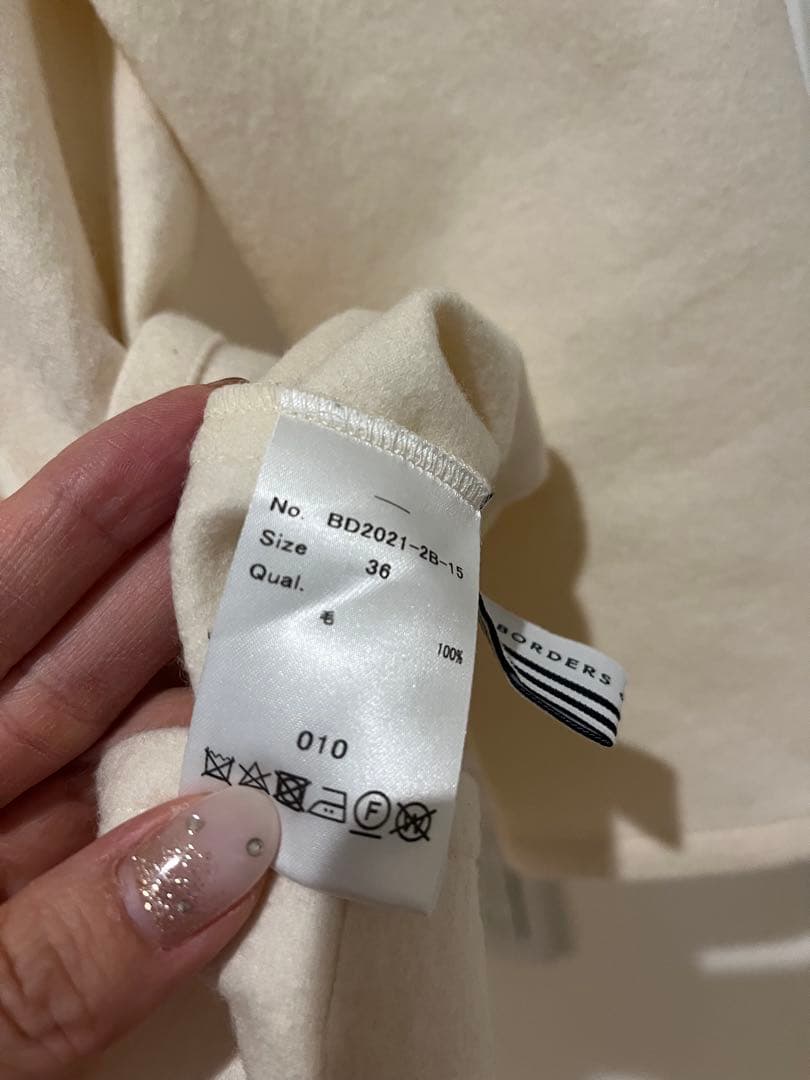 No. BD2021-2B-15
Size 36
Qual.
毛
100%
010
F
W
BORDERS